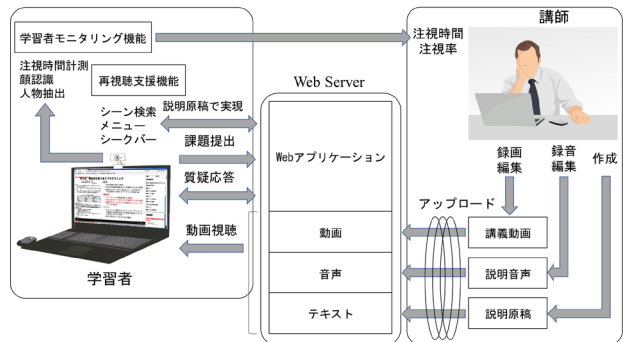 学習者モニタリング機能
注視時間計測
顔認識
人物抽出
再視聴支援機能
シーン検索
メニュー
シークバー
説明原稿で実現
課題提出
質疑応答
動画視聴
学習者
Web Server
Webアプリケーション
動画
音声
テキスト
講師
注視時間
注視率
録画
編集
録音
編集
作成
アップロード
講義動画
説明音声
説明原稿